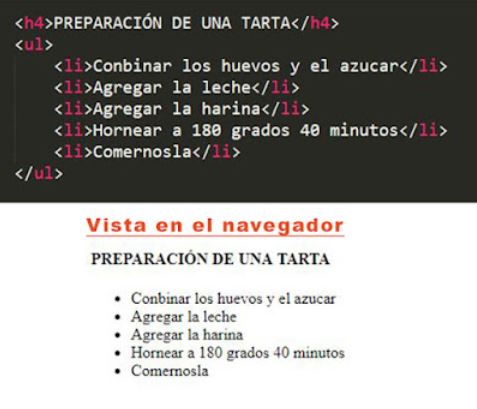 <h4>PREPARACIÓN DE UNA TARTA</h4>
<ul>
<li>Conbinar los huevos y el azucar</li>
<li>Agregar la leche</li>
<li>Agregar la harina</li>
<li>Hornear a 180 grados 40 minutos</li>
<li>Comernosla</li>
</ul>
Vista en el navegador
PREPARACIÓN DE UNA TARTA
• Conbinar los huevos y el azucar
• Agregar la leche
• Agregar la harina
• Hornear a 180 grados 40 minutos
• Comernosla